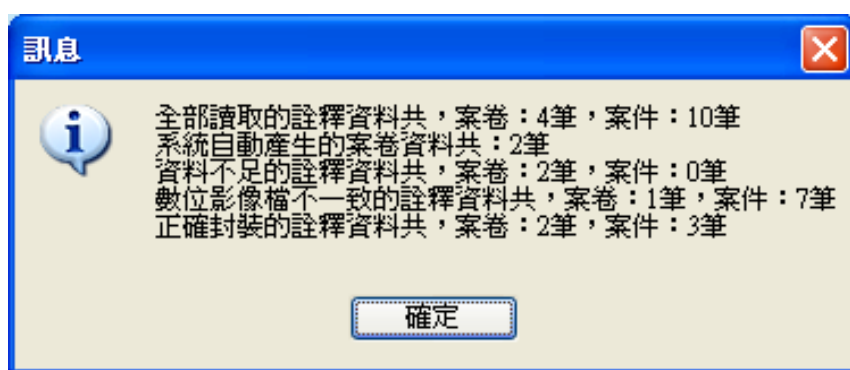 訊息
全部讀取的詮釋資料共，案卷：4筆，案件：10筆
系統自動產生的案卷資料共：2筆
資料不足的詮釋資料共，案卷：2筆，案件：0筆
數位影像檔不一致的詮釋資料共，案卷：1筆，案件：7筆
正確封裝的詮釋資料共，案卷：2筆，案件：3筆
確定